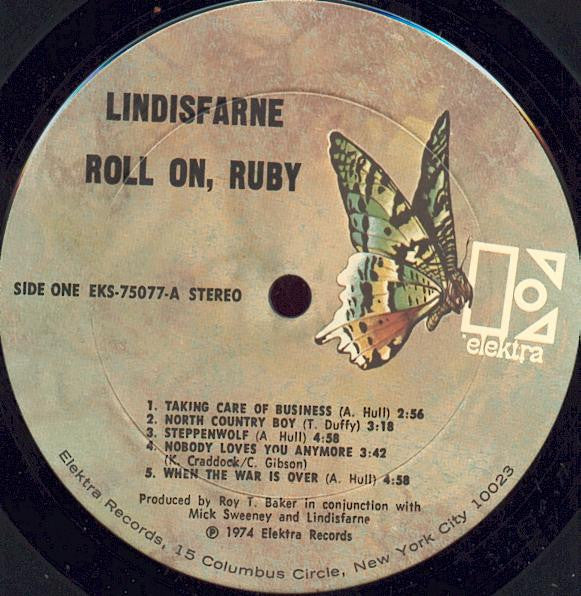 LINDISFARNE
ROLL ON, RUBY
SIDE ONE EKS-75077-A STEREO
elektra
1. TAKING CARE OF BUSINESS (A. Hull) 2:56
2. NORTH COUNTRY BOY (T. Duffy) 3:18
3. STEPPENWOLF (A Hull) 4:58
4. NOBODY LOVES YOU ANYMORE 3:42
(K. Craddock/C. Gibson)
5. WHEN THE WAR IS OVER (A. Hull) 4:58
Produced by Roy T. Baker in conjunction with
Mick Sweeney and Lindisfarne
℗ 1974 Elektra Records
Elektra Records, 15 Columbus Circle, New York City 10023